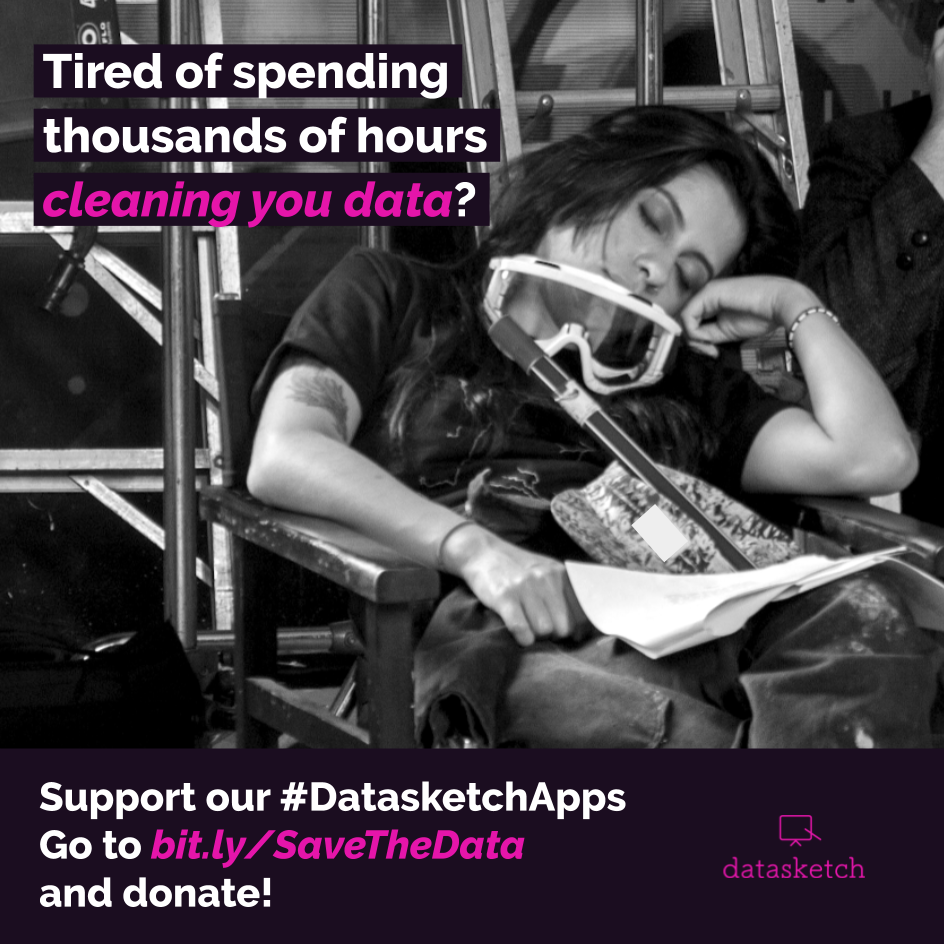 Tired of spending
thousands of hours
cleaning you data?
Support our #DatasketchApps
Go to bit.ly/SaveTheData
and donate!
datasketch